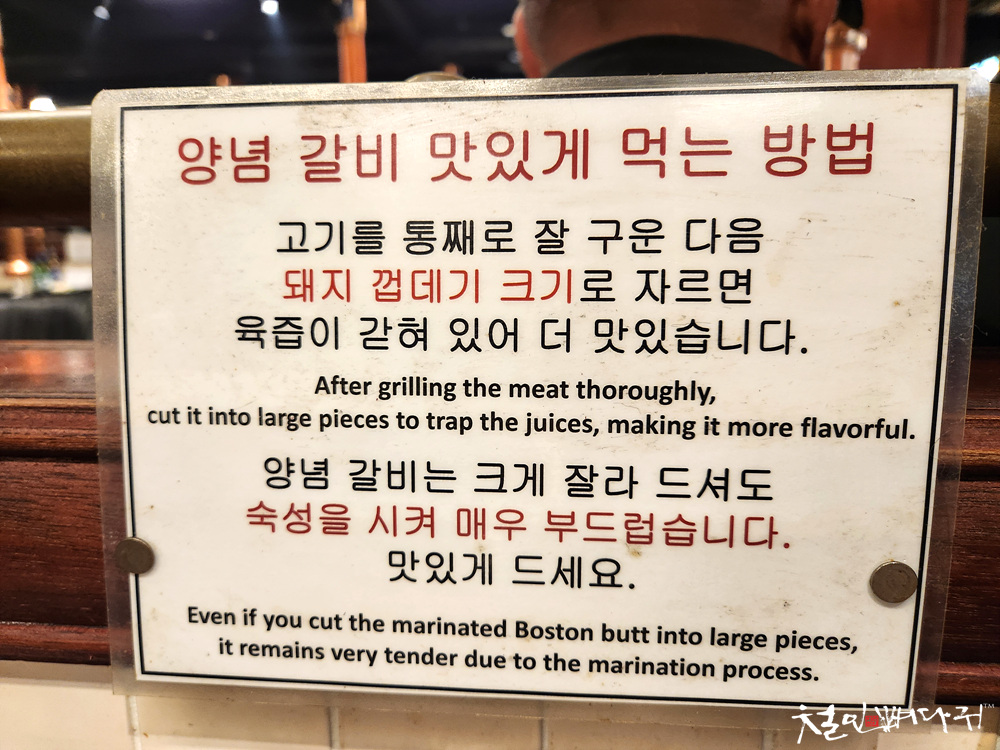 양념 갈비 맛있게 먹는 방법
고기를 통째로 잘 구운 다음
돼지 껍데기 크기로 자르면
육즙이 갇혀 있어 더 맛있습니다.
After grilling the meat thoroughly,
cut it into large pieces to trap the juices, making it more flavorful.
양념 갈비는 크게 잘라 드셔도
숙성을 시켜 매우 부드럽습니다.
맛있게 드세요.
Even if you cut the marinated Boston butt into large pieces,
it remains very tender due to the marination process.